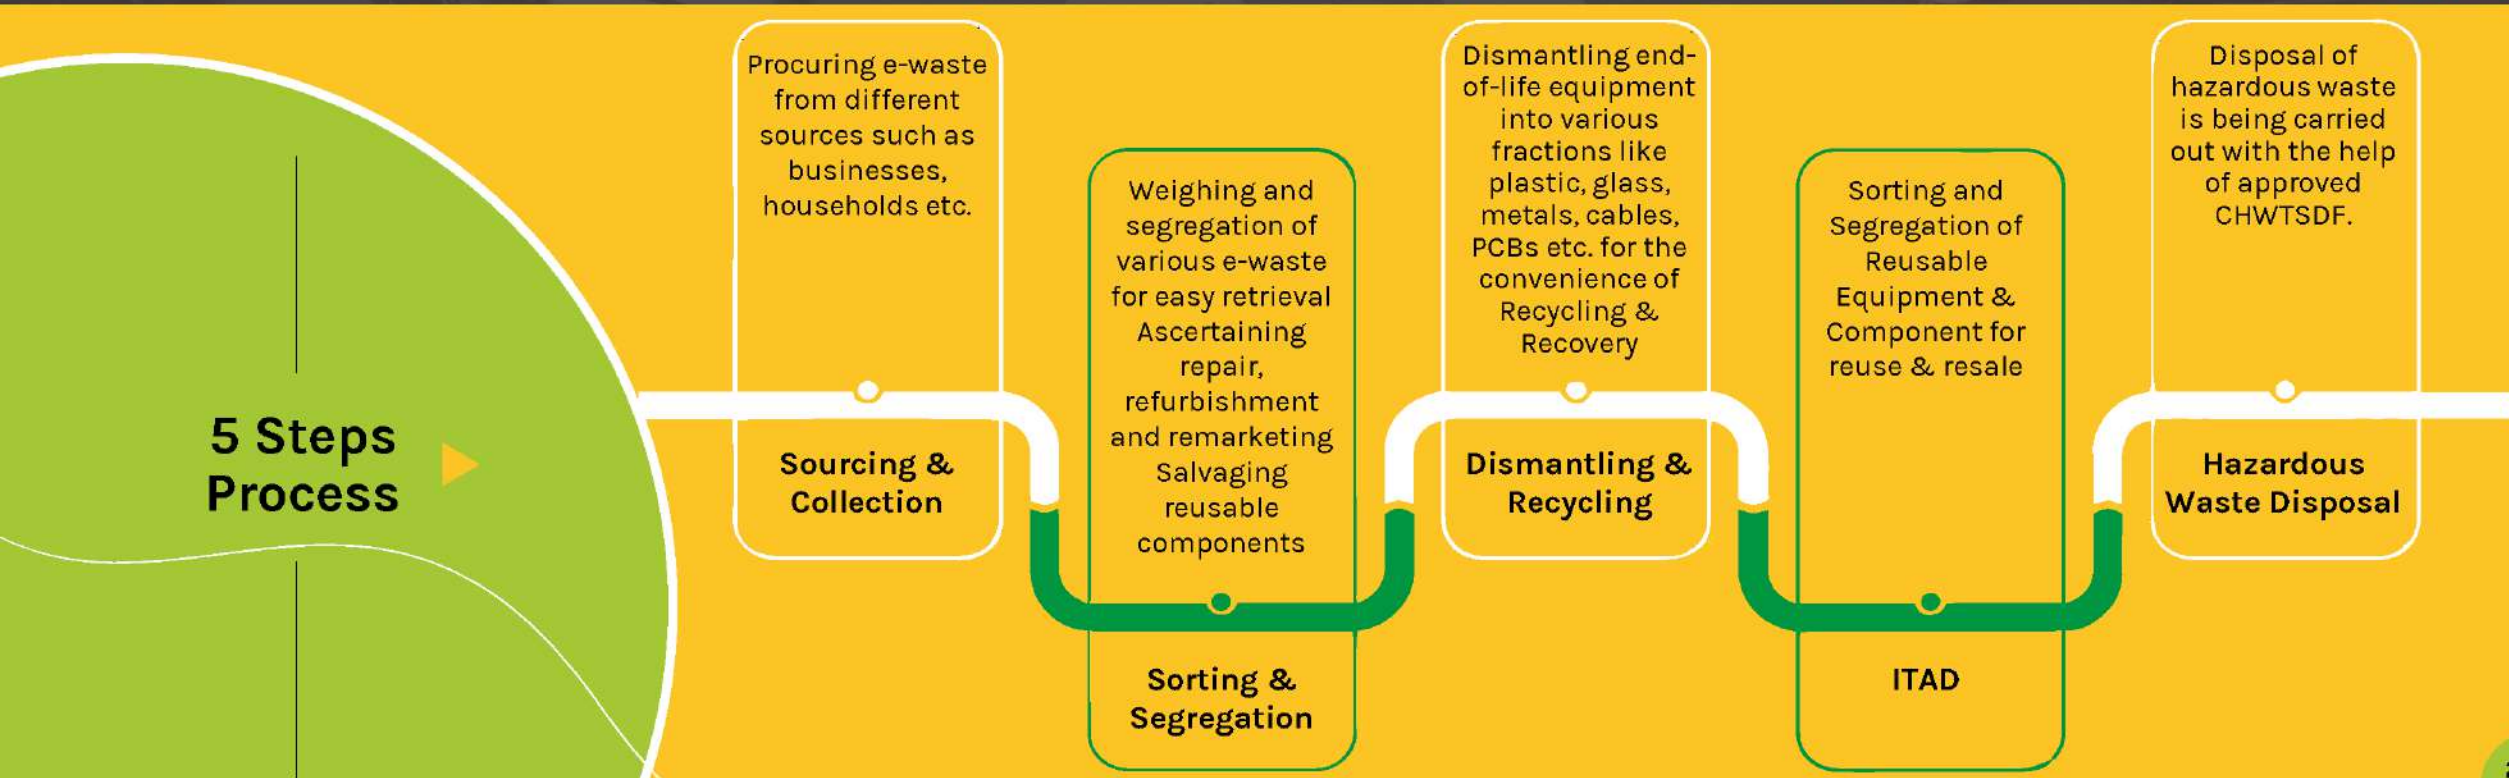 5 Steps
Process
Procuring e-waste
from different
sources such as
businesses,
households etc.
Sourcing &
Collection
Weighing and
segregation of
various e-waste
for easy retrieval
Ascertaining
repair,
refurbishment
and remarketing
Salvaging
reusable
components
Sorting &
Segregation
Dismantling end-
of-life equipment
into various
fractions like
plastic, glass,
metals, cables,
PCBs etc. for the
convenience of
Recycling &
Recovery
Dismantling &
Recycling
Sorting and
Segregation of
Reusable
Equipment &
Component for
reuse & resale
ITAD
Disposal of
hazardous waste
is being carried
out with the help
of approved
CHWTSDF.
Hazardous
Waste Disposal